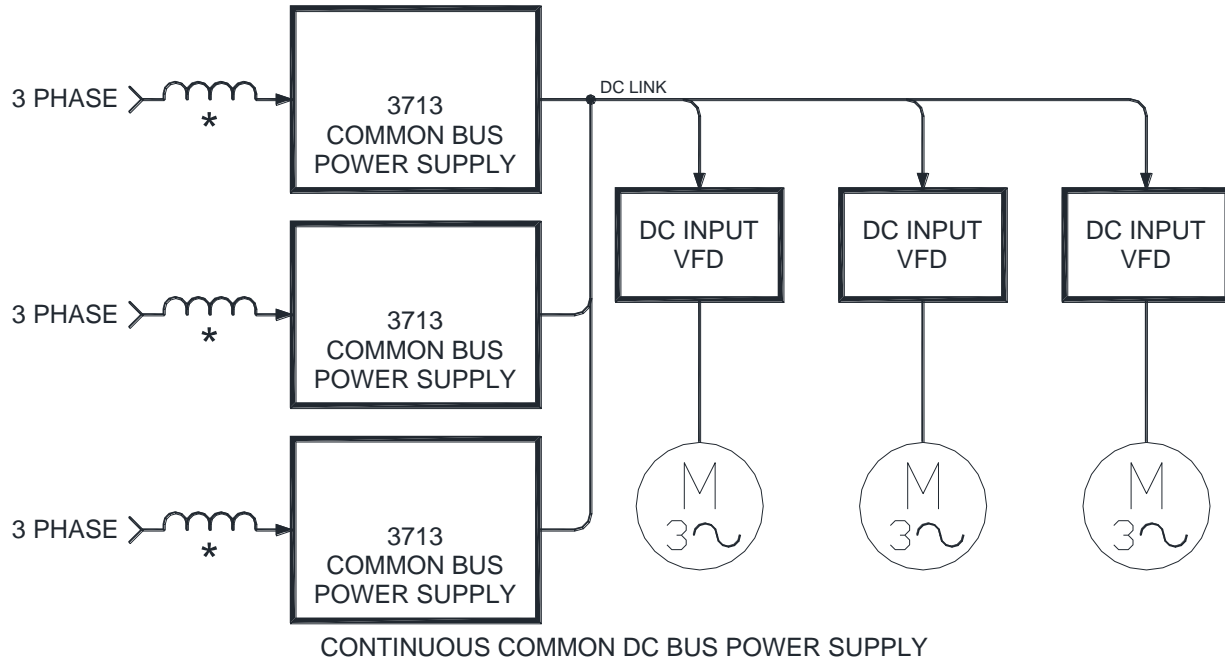 3 PHASE
*
3713
COMMON BUS
POWER SUPPLY
DC LINK
DC INPUT
VFD
DC INPUT
VFD
DC INPUT
VFD
3 PHASE
*
3713
COMMON BUS
POWER SUPPLY
M
3~
M
3~
M
3~
3 PHASE
*
3713
COMMON BUS
POWER SUPPLY
CONTINUOUS COMMON DC BUS POWER SUPPLY